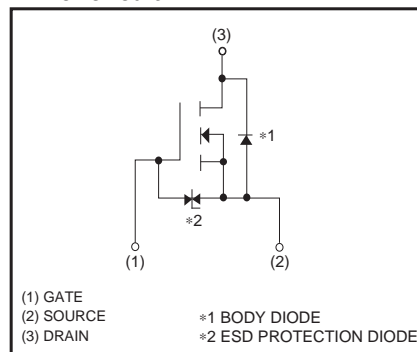 (3)
∗1
∗2
(1)
(2)
(1) GATE
(2) SOURCE
(3) DRAIN
∗1 BODY DIODE
∗2 ESD PROTECTION DIODE